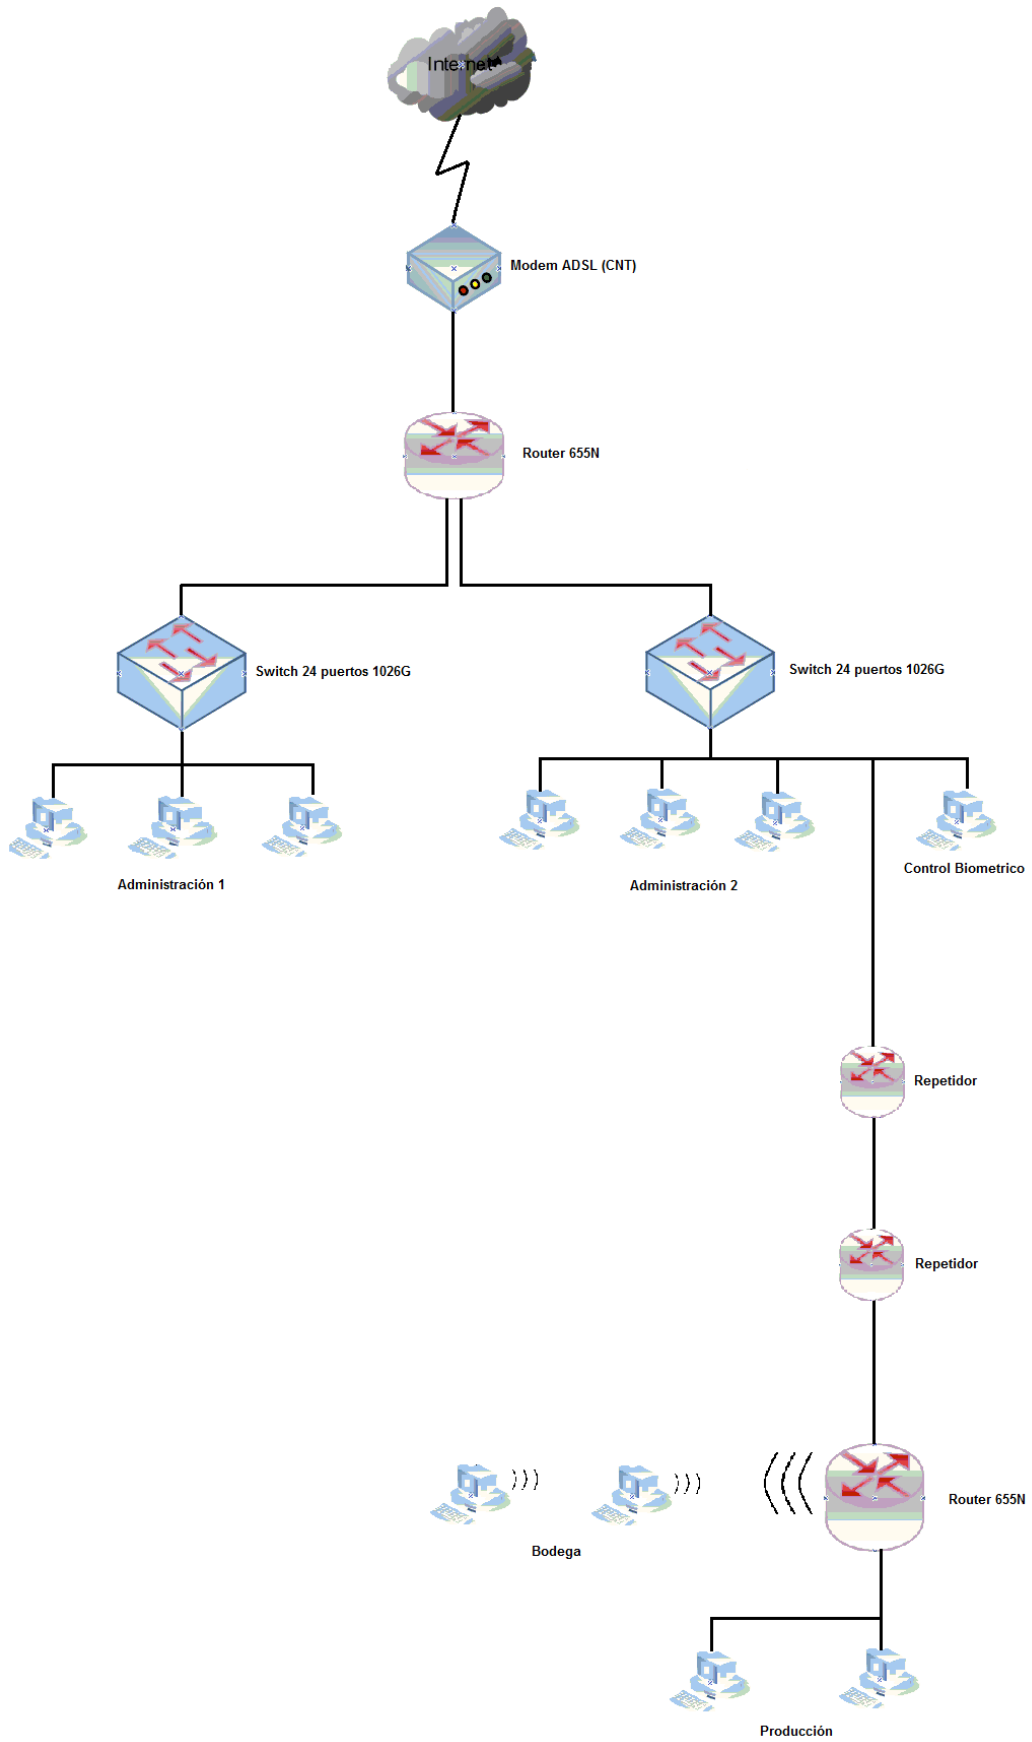 Internet
Modem ADSL (CNT)
Router 655N
Switch 24 puertos 1026G
Switch 24 puertos 1026G
Administración 1
Administración 2
Control Biometrico
Repetidor
Repetidor
Router 655N
Bodega
Producción